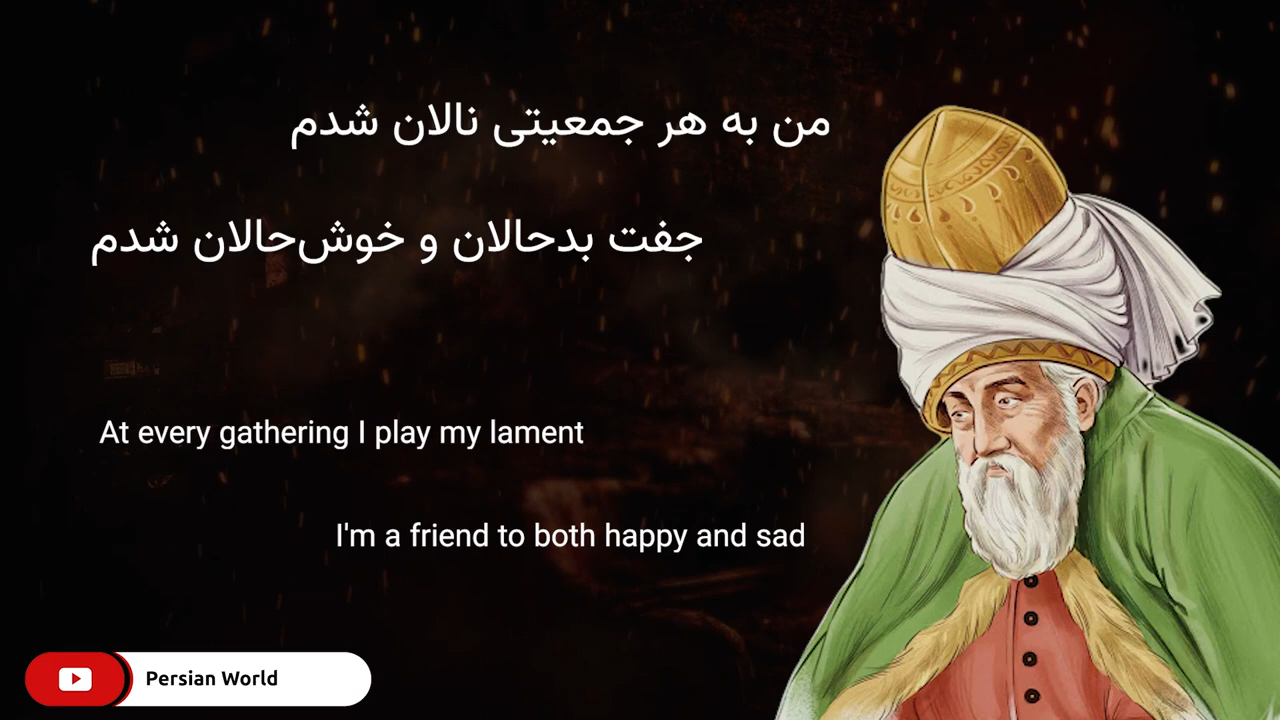 من به هر جمعیتی نالان شدم
جفت بدحالان و خوش‌حالان شدم
At every gathering I play my lament
I'm a friend to both happy and sad
Persian World